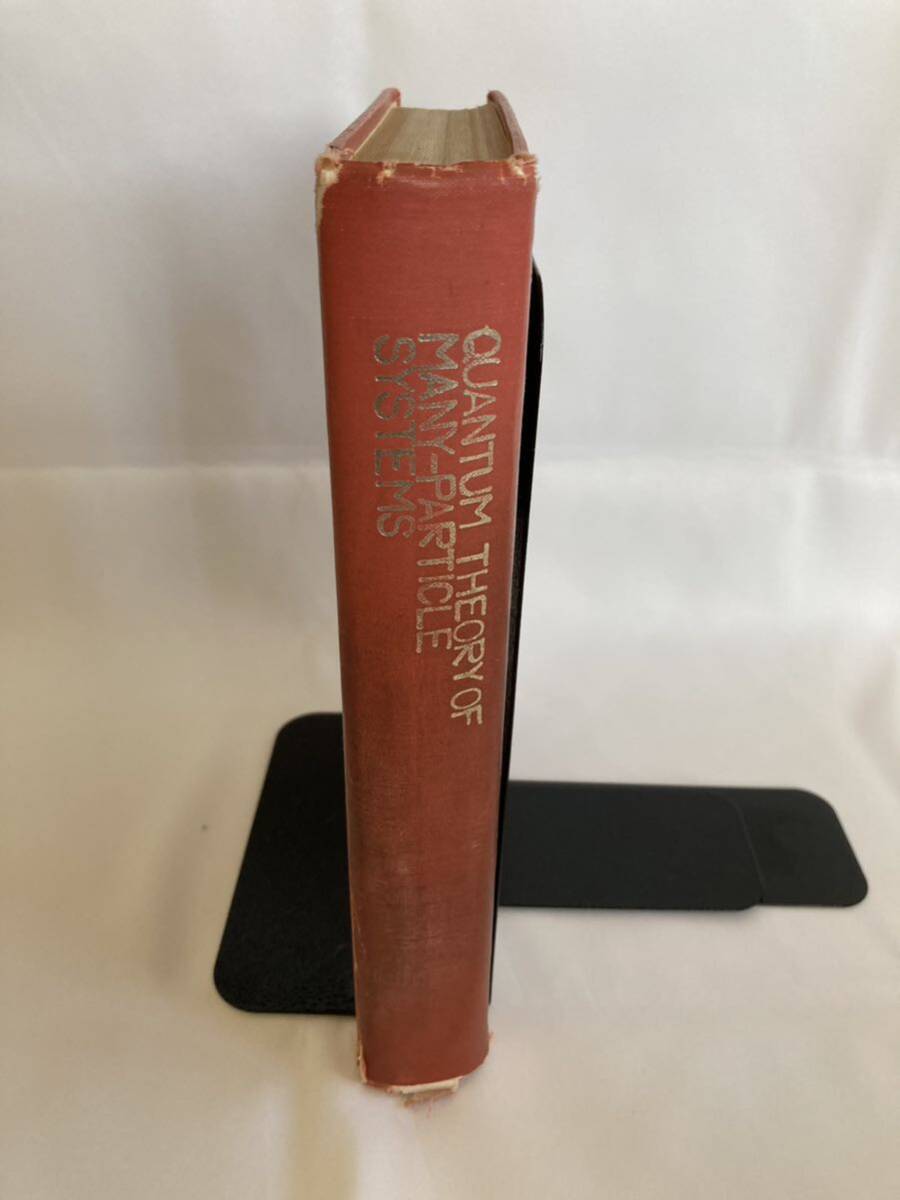 QUANTUM THEORY OF
MANY-PARTICLE
SYSTEMS